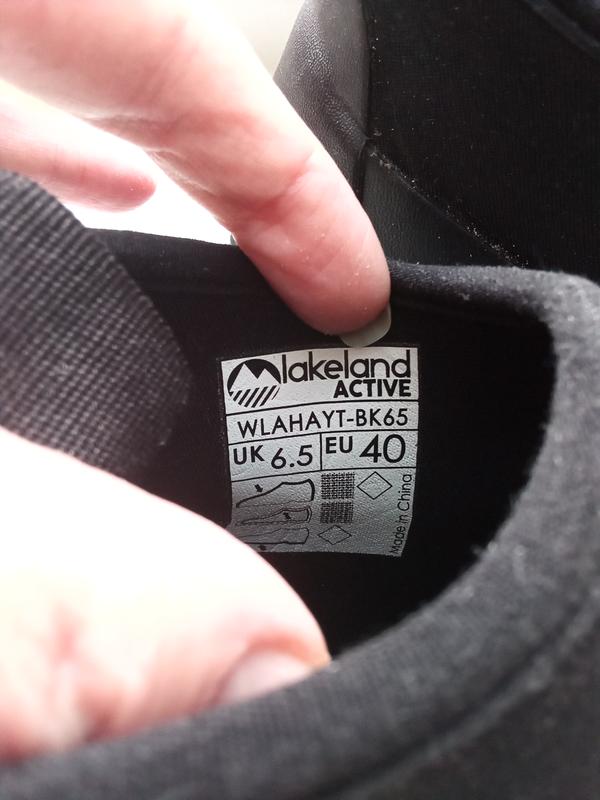 lakeland
ACTIVE
WLAHAYT-BK65
UK 6.5 EU 40
Made in China